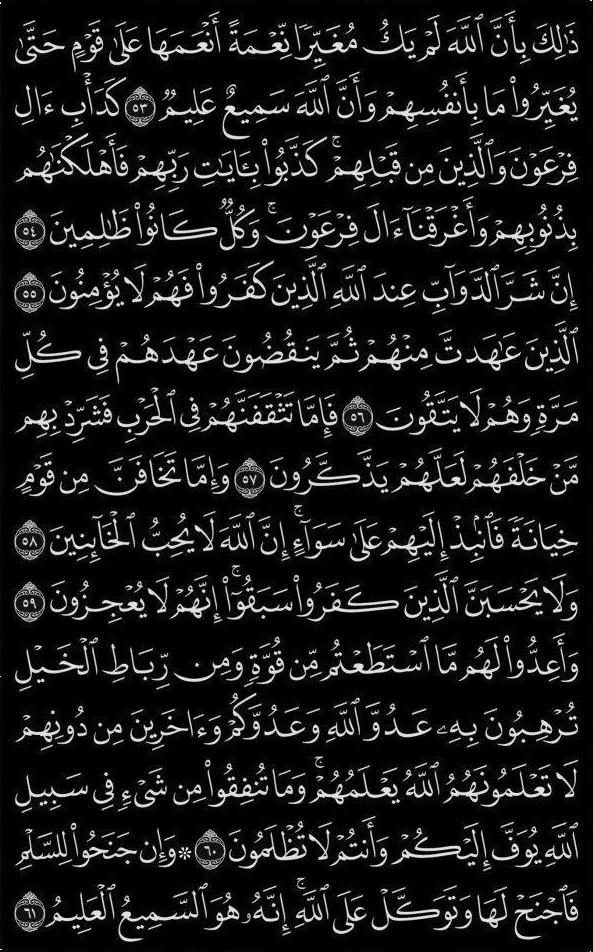 ذَٰلِكَ بِأَنَّ ٱللَّهَ لَمْ يَكُ مُغَيِّرًا نِّعْمَةً أَنْعَمَهَا عَلَىٰ قَوْمٍ حَتَّىٰ
يُغَيِّرُوا۟ مَا بِأَنفُسِهِمْ وَأَنَّ ٱللَّهَ سَمِيعٌ عَلِيمٌ ٥٣ كَدَأْبِ ءَالِ
فِرْعَوْنَ وَٱلَّذِينَ مِن قَبْلِهِمْ ۚ كَذَّبُوا۟ بِـَٔايَـٰتِ رَبِّهِمْ فَأَهْلَكْنَـٰهُم
بِذُنُوبِهِمْ وَأَغْرَقْنَآ ءَالَ فِرْعَوْنَ ۚ وَكُلٌّ كَانُوا۟ ظَـٰلِمِينَ ٥٤
إِنَّ شَرَّ ٱلدَّوَآبِّ عِندَ ٱللَّهِ ٱلَّذِينَ كَفَرُوا۟ فَهُمْ لَا يُؤْمِنُونَ ٥٥
ٱلَّذِينَ عَـٰهَدتَّ مِنْهُمْ ثُمَّ يَنقُضُونَ عَهْدَهُمْ فِى كُلِّ
مَرَّةٍ وَهُمْ لَا يَتَّقُونَ ٥٦ فَإِمَّا تَثْقَفَنَّهُمْ فِى ٱلْحَرْبِ فَشَرِّدْ بِهِم
مَّنْ خَلْفَهُمْ لَعَلَّهُمْ يَذَّكَّرُونَ ٥٧ وَإِمَّا تَخَافَنَّ مِن قَوْمٍ
خِيَانَةً فَٱنۢبِذْ إِلَيْهِمْ عَلَىٰ سَوَآءٍ ۚ إِنَّ ٱللَّهَ لَا يُحِبُّ ٱلْخَآئِنِينَ ٥٨
وَلَا يَحْسَبَنَّ ٱلَّذِينَ كَفَرُوا۟ سَبَقُوٓا۟ ۚ إِنَّهُمْ لَا يُعْجِزُونَ ٥٩
وَأَعِدُّوا۟ لَهُم مَّا ٱسْتَطَعْتُم مِّن قُوَّةٍ وَمِن رِّبَاطِ ٱلْخَيْلِ
تُرْهِبُونَ بِهِۦ عَدُوَّ ٱللَّهِ وَعَدُوَّكُمْ وَءَاخَرِينَ مِن دُونِهِمْ
لَا تَعْلَمُونَهُمُ ٱللَّهُ يَعْلَمُهُمْ ۚ وَمَا تُنفِقُوا۟ مِن شَىْءٍ فِى سَبِيلِ
ٱللَّهِ يُوَفَّ إِلَيْكُمْ وَأَنتُمْ لَا تُظْلَمُونَ ٦٠ ۞ وَإِن جَنَحُوا۟ لِلسَّلْمِ
فَٱجْنَحْ لَهَا وَتَوَكَّلْ عَلَى ٱللَّهِ ۚ إِنَّهُۥ هُوَ ٱلسَّمِيعُ ٱلْعَلِيمُ ٦١